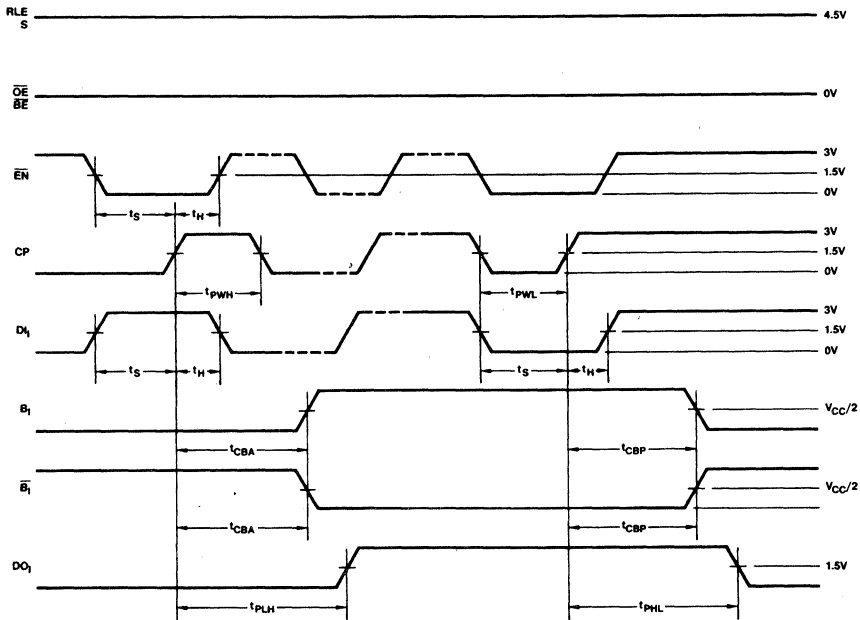 RLE
S
4.5V
OE
BE
0V
EN
3V
1.5V
0V
tS
tH
CP
3V
1.5V
0V
tPWH
tPWL
DIi
3V
1.5V
0V
tS
tH
tS
tH
Bi
VCC/2
tCBA
tCBP
Bi
VCC/2
tCBA
tCBP
DOi
1.5V
tPLH
tPHL